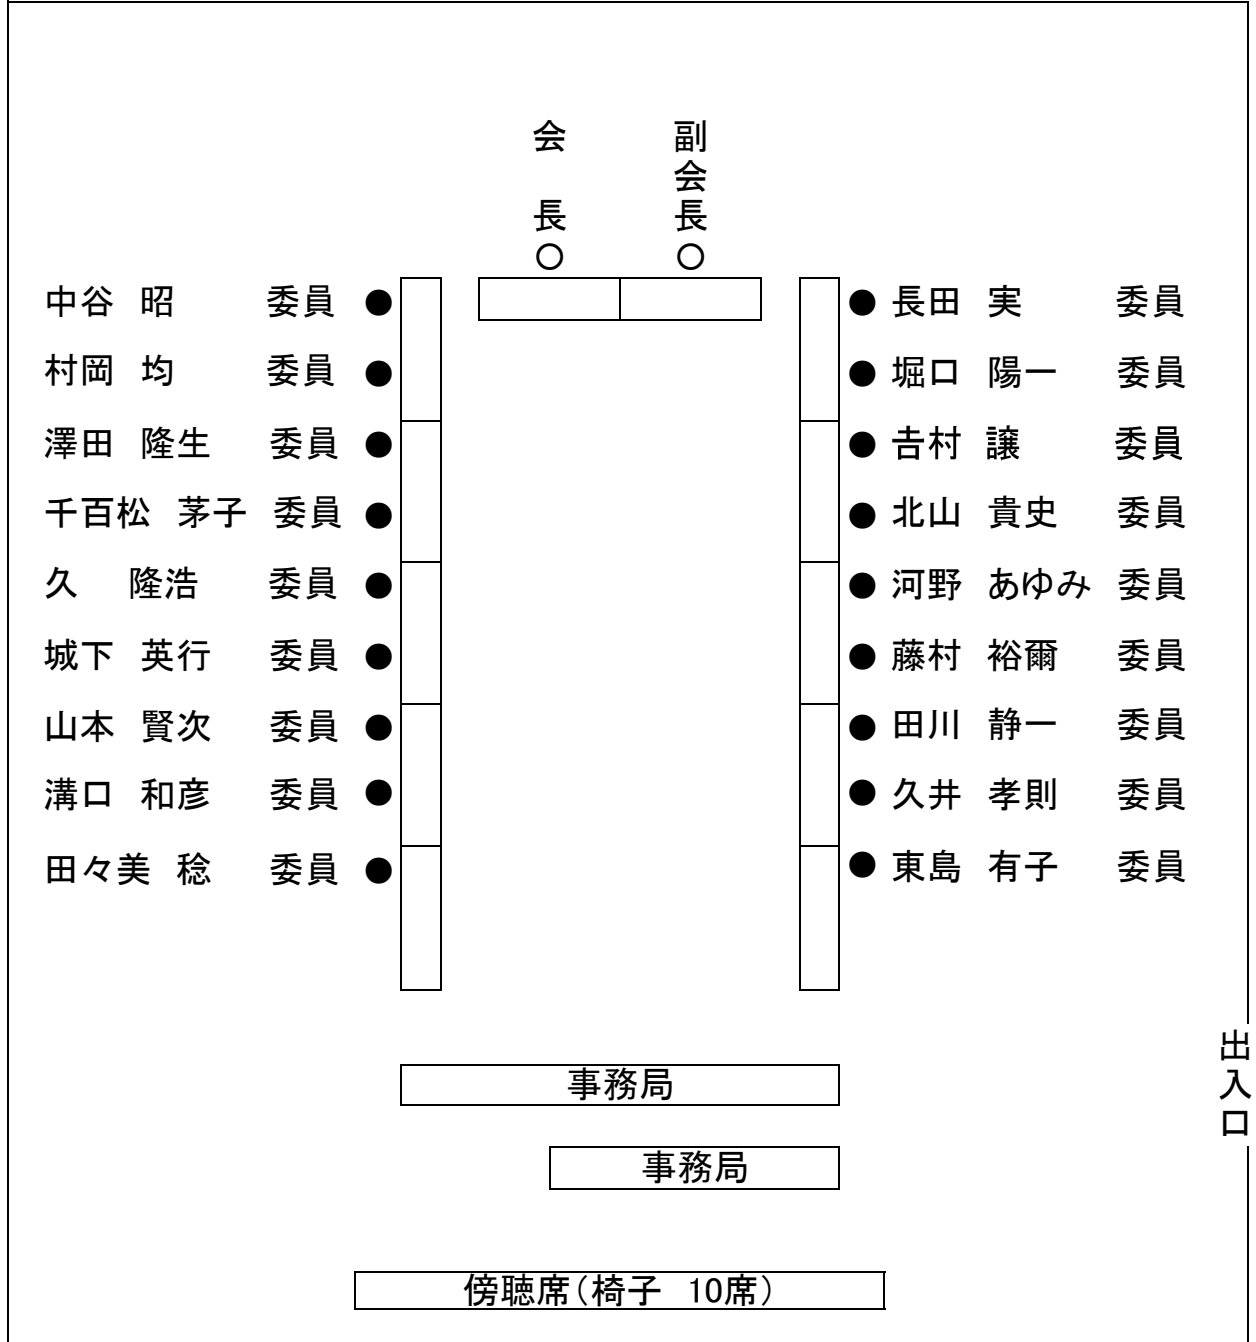 会長○
副会長○
中谷 昭 委員 ●
● 長田 実 委員
村岡 均 委員 ●
● 堀口 陽一 委員
澤田 隆生 委員 ●
● 𠮷村 譲 委員
千百松 茅子 委員 ●
● 北山 貴史 委員
久 隆浩 委員 ●
● 河野 あゆみ 委員
城下 英行 委員 ●
● 藤村 裕爾 委員
山本 賢次 委員 ●
● 田川 静一 委員
溝口 和彦 委員 ●
● 久井 孝則 委員
田々美 稔 委員 ●
● 東島 有子 委員
出入口
事務局
事務局
傍聴席（椅子 10席）